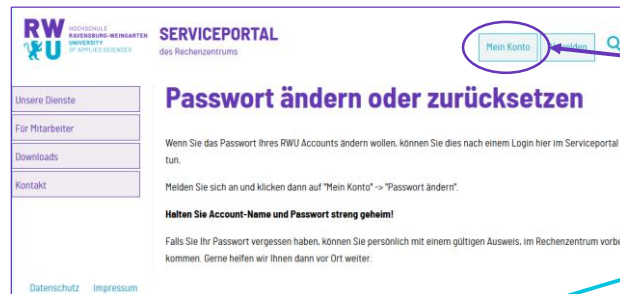 RWU
HOCHSCHULE
RAVENSBURG-WEINGARTEN
UNIVERSITY
OF APPLIED SCIENCES
SERVICEPORTAL
des Rechenzentrums
Mein Konto
Unsere Dienste
Für Mitarbeiter
Downloads
Kontakt
Passwort ändern oder zurücksetzen
Wenn Sie das Passwort Ihres RWU Accounts ändern wollen, können Sie dies nach einem Login hier im Serviceportal
tun.
Melden Sie sich an und klicken dann auf "Mein Konto" -> "Passwort ändern".
Halten Sie Account-Name und Passwort streng geheim!
Falls Sie Ihr Passwort vergessen haben, können Sie persönlich mit einem gültigen Ausweis, im Rechenzentrum vorbe
kommen. Gerne helfen wir Ihnen dann vor Ort weiter.
Datenschutz Impressum